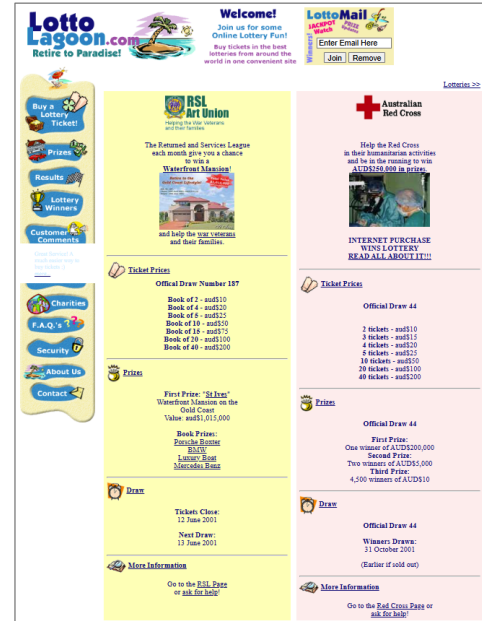 Lotto
Lagoon.com
Retire to Paradise!
Welcome!
Join us for some
Online Lottery Fun!
Buy tickets in the best
lotteries from around the
world in one convenient site
LottoMail
JACKPOT
Watch
PRIZE
Winners!
Enter Email Here
Join
Remove
Lotteries >>
Buy a
Lottery
Ticket!
Prizes
Results
Lottery
Winners
Customer
Comments
Charities
F.A.Q.'s
Security
About Us
Contact
RSL
Art Union
Helping the War Veterans
and their families
The Returned and Services League
each month give you a chance
to win a
Waterfront Mansion!
and help the war veterans
and their families.
Ticket Prices
Offical Draw Number 187
Book of 2 - aud$10
Book of 4 - aud$20
Book of 5 - aud$25
Book of 10 - aud$50
Book of 15 - aud$75
Book of 20 - aud$100
Book of 40 - aud$200
Prizes
First Prize: "St Ives"
Waterfront Mansion on the
Gold Coast
Value: aud$1,015,000
Book Prizes:
Porsche Boxter
BMW
Luxury Boat
Mercedes Benz
Draw
Tickets Close:
12 June 2001
Next Draw:
13 June 2001
More Information
Go to the RSL Page
or ask for help!
Australian
Red Cross
Help the Red Cross
in their humanitarian activities
and be in the running to win
AUD$250,000 in prizes.
INTERNET PURCHASE
WINS LOTTERY
READ ALL ABOUT IT!!!
Ticket Prices
Official Draw 44
2 tickets - aud$10
3 tickets - aud$15
4 tickets - aud$20
5 tickets - aud$25
10 tickets - aud$50
20 tickets - aud$100
40 tickets - aud$200
Prizes
Official Draw 44
First Prize:
One winner of AUD$200,000
Second Prize:
Two winners of AUD$5,000
Third Prize:
4,500 winners of AUD$10
Draw
Official Draw 44
Winners Drawn:
31 October 2001
(Earlier if sold out)
More Information
Go to the Red Cross Page or
ask for help!